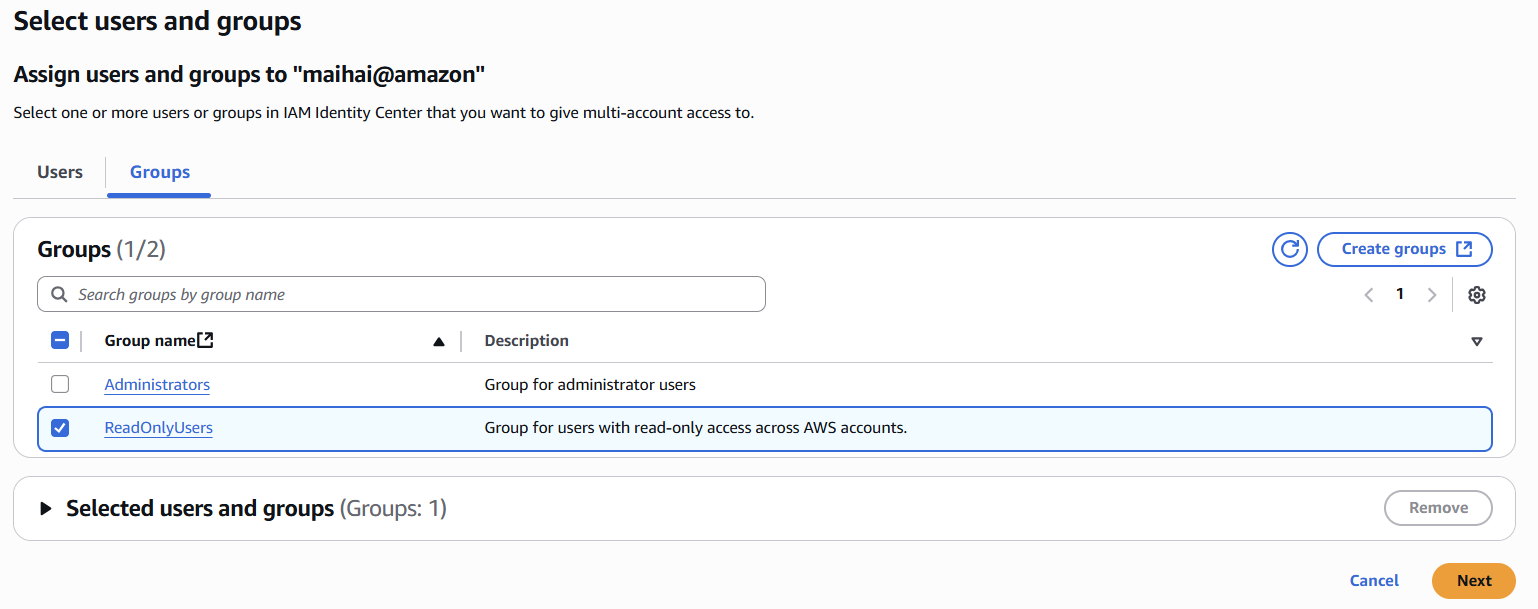 Select users and groups
Assign users and groups to "maihai@amazon"
Select one or more users or groups in IAM Identity Center that you want to give multi-account access to.
Users Groups
Groups (1/2) Create groups
Search groups by group name 1
Group name Description
Administrators Group for administrator users
ReadOnlyUsers Group for users with read-only access across AWS accounts.
Selected users and groups (Groups: 1) Remove
Cancel Next